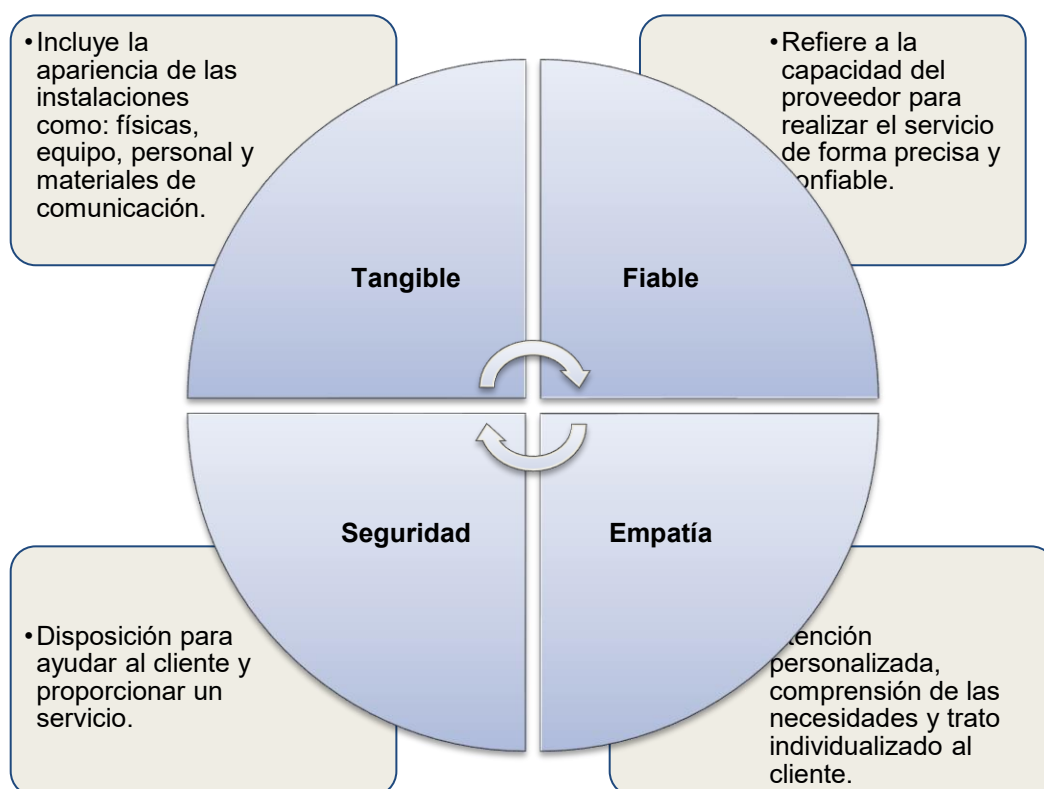 •Incluye la
apariencia de las
instalaciones
como: físicas,
equipo, personal y
materiales de
comunicación.
•Refiere a la
capacidad del
proveedor para
realizar el servicio
de forma precisa y
onfiable.
Tangible
Fiable
Seguridad
Empatía
•Disposición para
ayudar al cliente y
proporcionar un
servicio.
tención
personalizada,
comprensión de las
necesidades y trato
individualizado al
cliente.